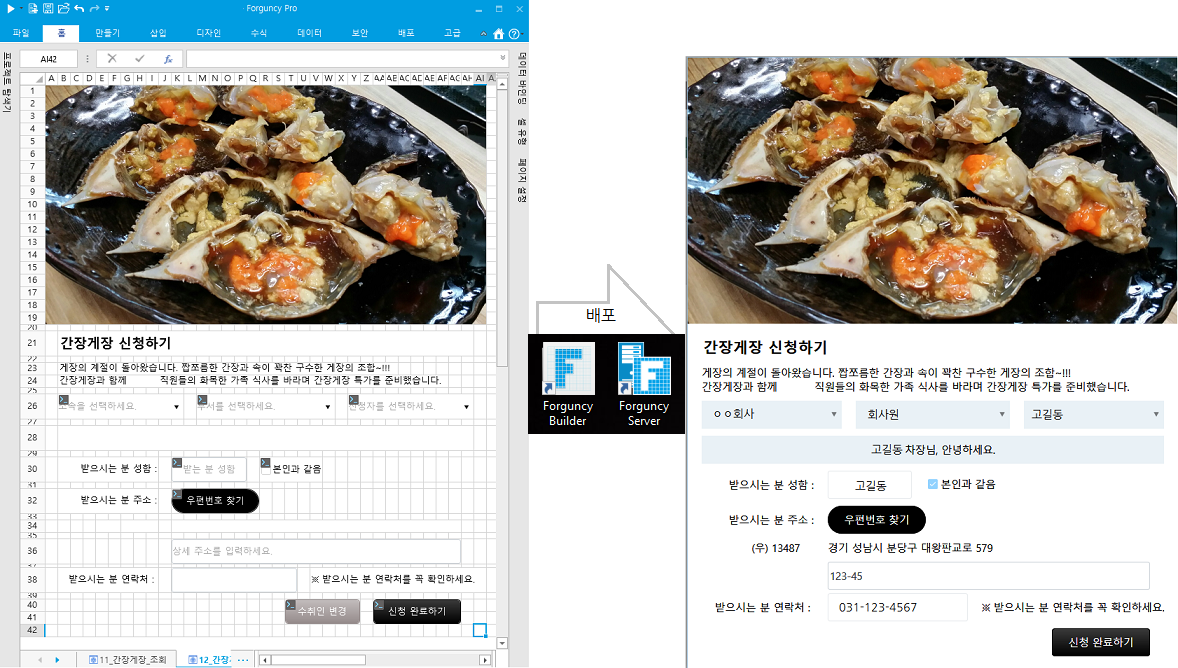 Forguncy Pro
파일 홈 만들기 삽입 디자인 수식 데이터 보안 배포 고급
AI42
fx
프로젝트 탐색기
A B C D E F G H I J K L M N O P Q R S T U V W X Y Z AA AB AC AD AE AF AG AH AI
1
2
3
4
5
6
7
8
9
10
11
12
13
14
15
16
17
18
19
20
21 간장게장 신청하기
22
23 게장의 계절이 돌아왔습니다. 짭쪼름한 간장과 속이 꽉찬 구수한 게장의 조합~!!!
24 간장게장과 함께 직원들의 화목한 가족 식사를 바라며 간장게장 특가를 준비했습니다.
25
26 소속을 선택하세요. 부서를 선택하세요. 신청자를 선택하세요.
27
28
29
30 받으시는 분 성함 : 받는 분 성함 본인과 같음
31
32 받으시는 분 주소 : 우편번호 찾기
33
34
35
36 상세 주소를 입력하세요.
37
38 받으시는 분 연락처 : ※ 받으시는 분 연락처를 꼭 확인하세요.
39
40 수취인 변경 신청 완료하기
41
42
11_간장게장_조회 12_간장 ...
데이터 바인딩
셀 유형
페이지 설정
배포
Forguncy
Builder
Forguncy
Server
간장게장 신청하기
게장의 계절이 돌아왔습니다. 짭쪼름한 간장과 속이 꽉찬 구수한 게장의 조합~!!!
간장게장과 함께 직원들의 화목한 가족 식사를 바라며 간장게장 특가를 준비했습니다.
ㅇㅇ회사 회사원 고길동
고길동 차장님, 안녕하세요.
받으시는 분 성함 : 고길동 본인과 같음
받으시는 분 주소 : 우편번호 찾기
(우) 13487 경기 성남시 분당구 대왕판교로 579
123-45
받으시는 분 연락처 : 031-123-4567 ※ 받으시는 분 연락처를 꼭 확인하세요.
신청 완료하기